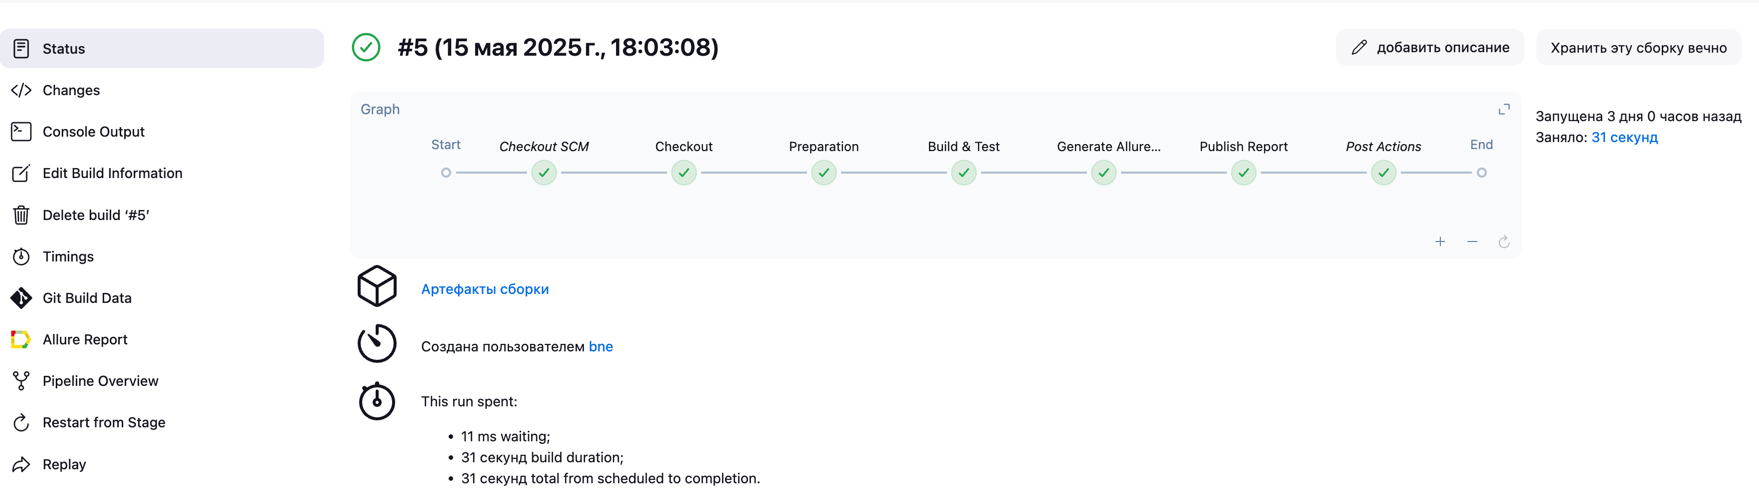 Status
Changes
Console Output
Edit Build Information
Delete build ‘#5’
Timings
Git Build Data
Allure Report
Pipeline Overview
Restart from Stage
Replay
#5 (15 мая 2025 г., 18:03:08)
добавить описание
Хранить эту сборку вечно
Graph
Start Checkout SCM Checkout Preparation Build & Test Generate Allure... Publish Report Post Actions End
Запущена 3 дня 0 часов назад
Заняло: 31 секунд
Артефакты сборки
Создана пользователем bne
This run spent:
• 11 ms waiting;
• 31 секунд build duration;
• 31 секунд total from scheduled to completion.